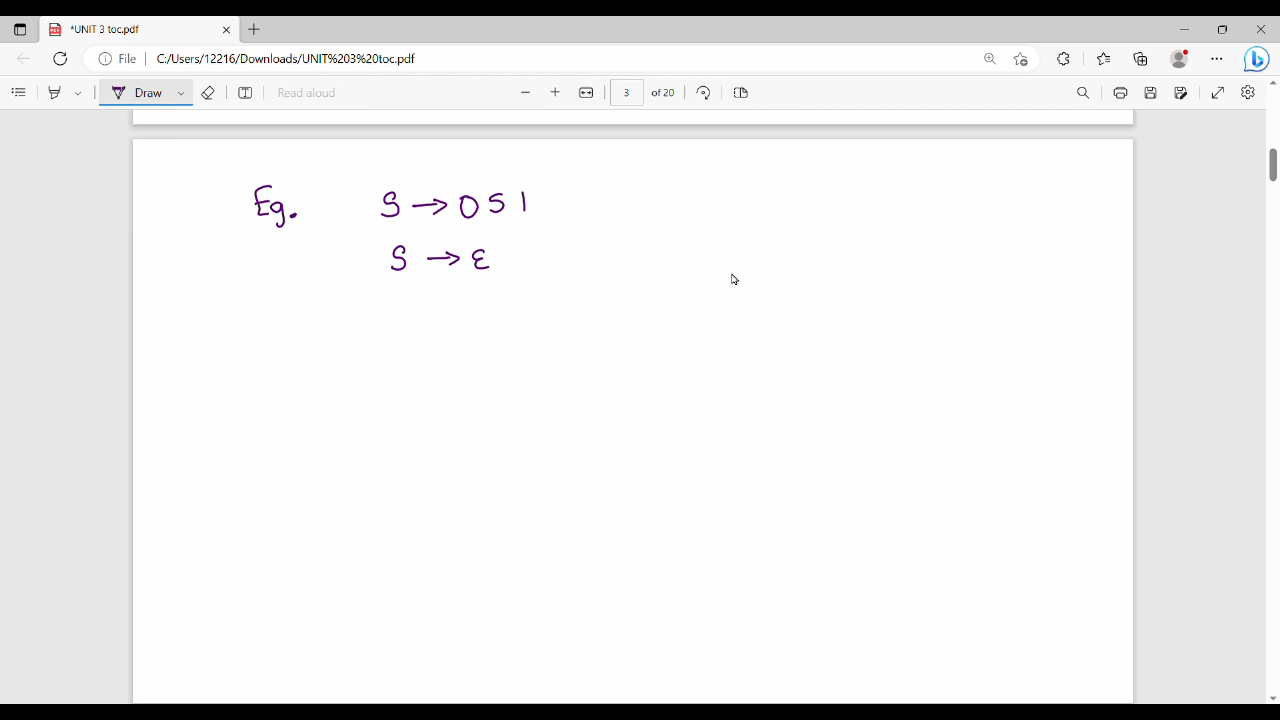 *UNIT 3 toc.pdf
File C:/Users/12216/Downloads/UNIT%203%20toc.pdf
Draw Read aloud 3 of 20
Eg. S → 0 S 1
S → ε